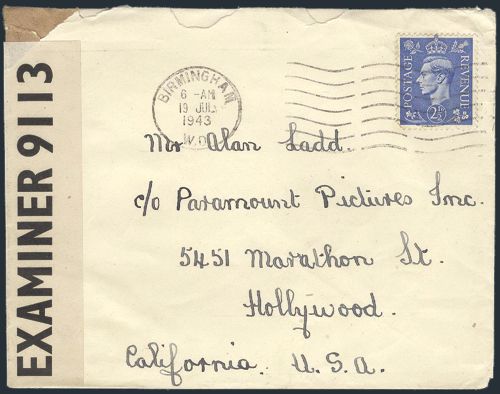 EXAMINER 9113
BIRMINGHAM
6 - AM
19 JUL
1943
W.D.
POSTAGE REVENUE
2½D
Mr Alan Ladd.
c/o Paramount Pictures Inc.
5451 Marathon St.
Hollywood.
California. U.S.A.